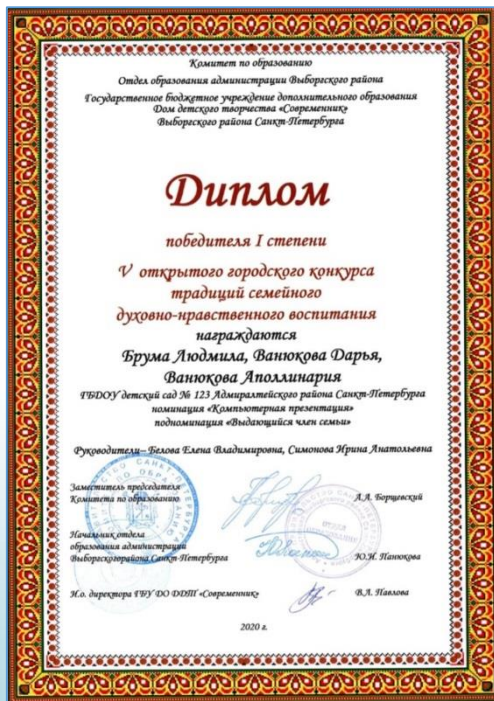 Комитет по образованию
Отдел образования администрации Выборгского района
Государственное бюджетное учреждение дополнительного образования
Дом детского творчества «Современник»
Выборгского района Санкт-Петербурга
Диплом
победителя I степени
V открытого городского конкурса
традиций семейного
духовно-нравственного воспитания
награждаются
Брума Людмила, Ванюкова Дарья,
Ванюкова Аполлинария
ГБДОУ детский сад № 123 Адмиралтейского района Санкт-Петербурга
номинация «Компьютерная презентация»
подноминация «Выдающийся член семьи»
Руководители– Белова Елена Владимировна, Симонова Ирина Анатольевна
Заместитель председателя
Комитета по образованию
А.А. Борщевский
Начальник отдела
образования администрации
Выборгскогорайона Санкт-Петербурга
Ю.Н. Панюкова
И.о. директора ГБУ ДО ДДТ «Современник»
В.Л. Павлова
2020 г.